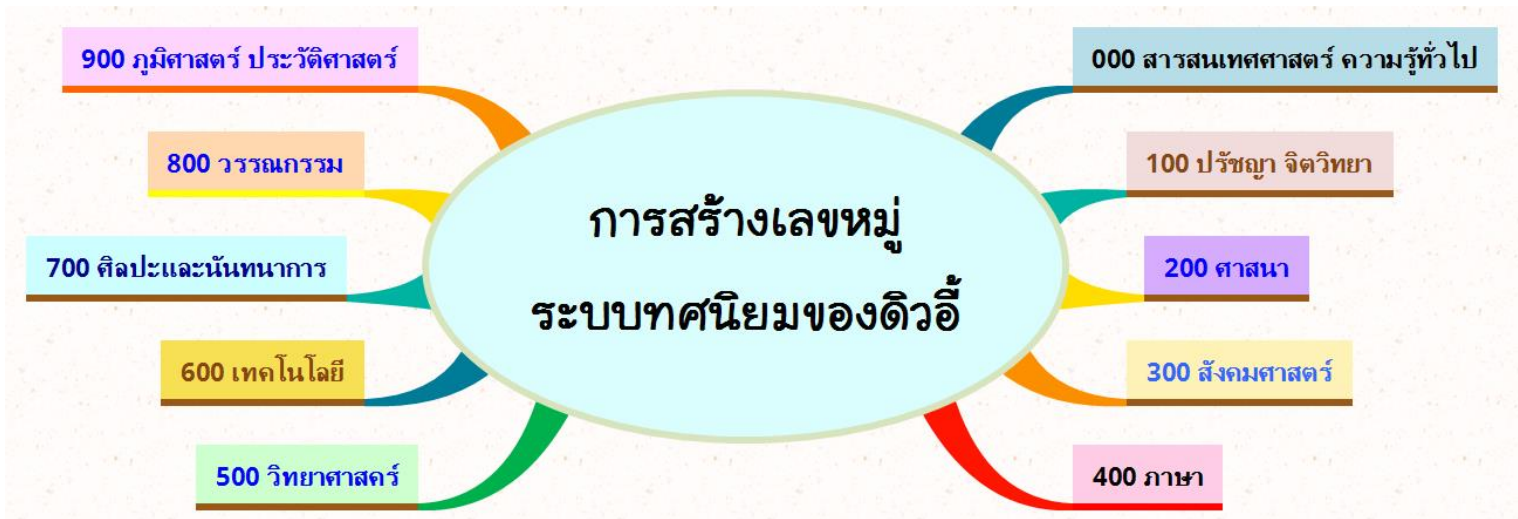 การสร้างเลขหมู่
ระบบทศนิยมของดิวอี้
000 สารสนเทศศาสตร์ ความรู้ทั่วไป
100 ปรัชญา จิตวิทยา
200 ศาสนา
300 สังคมศาสตร์
400 ภาษา
500 วิทยาศาคร์
600 เทคโนโลยี
700 ศิลปะและนันทนาการ
800 วรรณกรรม
900 ภูมิศาสตร์ ประวัติศาสตร์